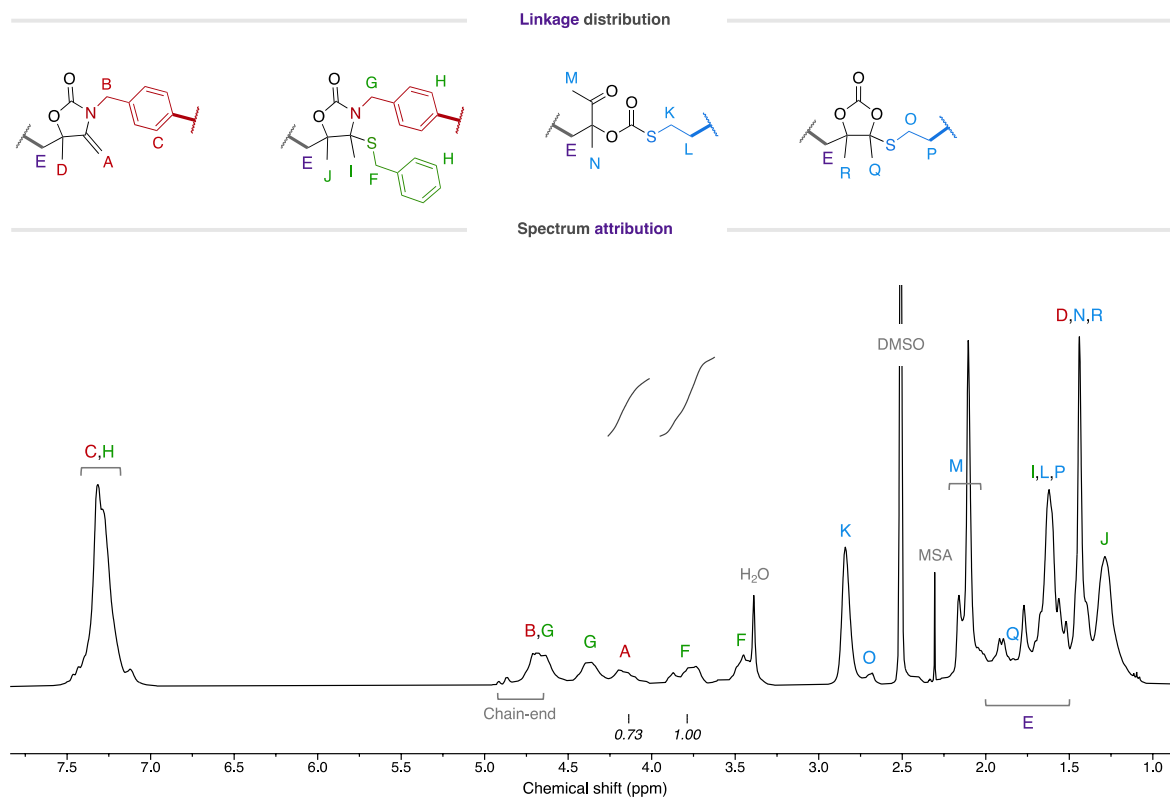 Linkage distribution
O
O
N
B
C
E
D
A
O
O
N
G
H
S
E
J
I
F
H
M
O
O
O
S
K
L
E
N
O
O
O
S
O
P
E
R
Q
Spectrum attribution
D,N,R
DMSO
C,H
M
I,L,P
K
J
MSA
H2O
B,G
G
A
F
F
O
Q
Chain-end
E
0.73
1.00
7.5 7.0 6.5 6.0 5.5 5.0 4.5 4.0 3.5 3.0 2.5 2.0 1.5 1.0
Chemical shift (ppm)